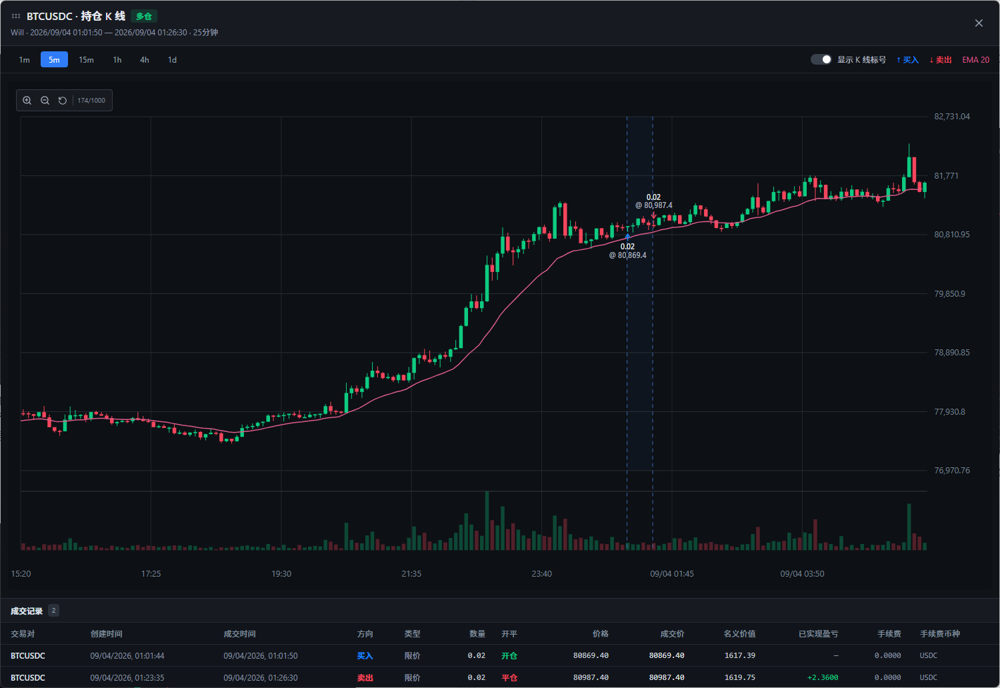 BTCUSDC · 持仓 K 线 多仓
Will · 2026/09/04 01:01:50 — 2026/09/04 01:26:30 · 25分钟
1m 5m 15m 1h 4h 1d
显示 K 线标号 ↑ 买入 ↓ 卖出 EMA 20
174/1000
82,731.04
81,771
80,810.95
79,850.9
78,890.85
77,930.8
76,970.76
0.02
@ 80,987.4
0.02
@ 80,869.4
15:20 17:25 19:30 21:35 23:40 09/04 01:45 09/04 03:50
成交记录 2
交易对 创建时间 成交时间 方向 类型 数量 开平 价格 成交价 名义价值 已实现盈亏 手续费 手续费币种
BTCUSDC 09/04/2026, 01:01:44 09/04/2026, 01:01:50 买入 限价 0.02 开仓 80869.40 80869.40 1617.39 — 0.0000 USDC
BTCUSDC 09/04/2026, 01:23:35 09/04/2026, 01:26:30 卖出 限价 0.02 平仓 80987.40 80987.40 1619.75 +2.3600 0.0000 USDC